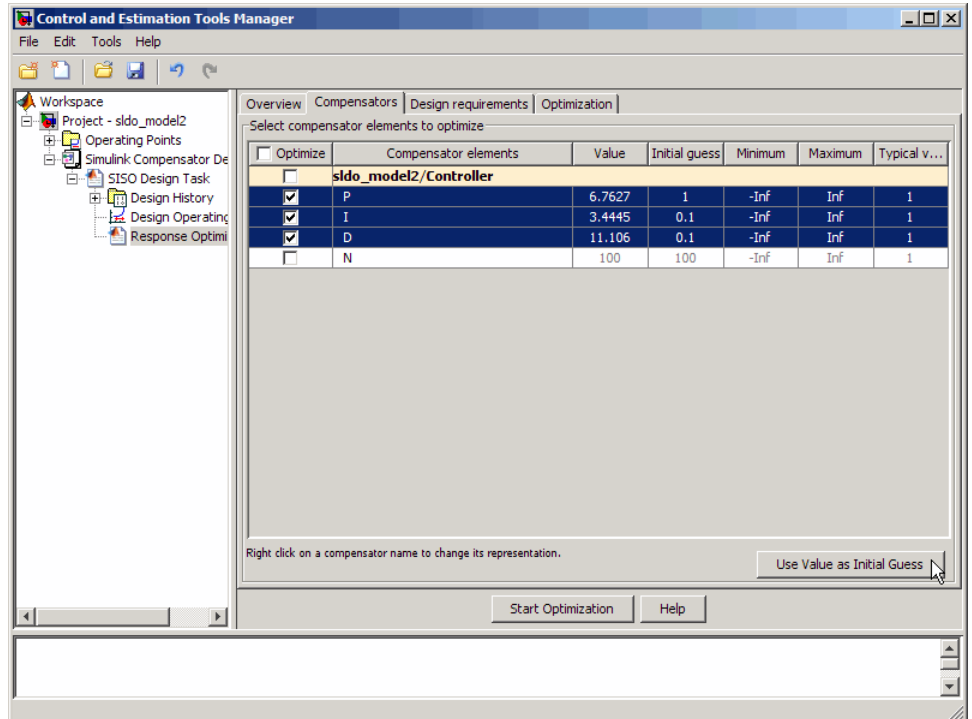 Control and Estimation Tools Manager
File Edit Tools Help
Workspace
Project - sldo_model2
Operating Points
Simulink Compensator De
SISO Design Task
Design History
Design Operating
Response Optimi
Overview Compensators Design requirements Optimization
Select compensator elements to optimize
Optimize Compensator elements Value Initial guess Minimum Maximum Typical v...
sldo_model2/Controller
P 6.7627 1 -Inf Inf 1
I 3.4445 0.1 -Inf Inf 1
D 11.106 0.1 -Inf Inf 1
N 100 100 -Inf Inf 1
Right click on a compensator name to change its representation.
Use Value as Initial Guess
Start Optimization Help